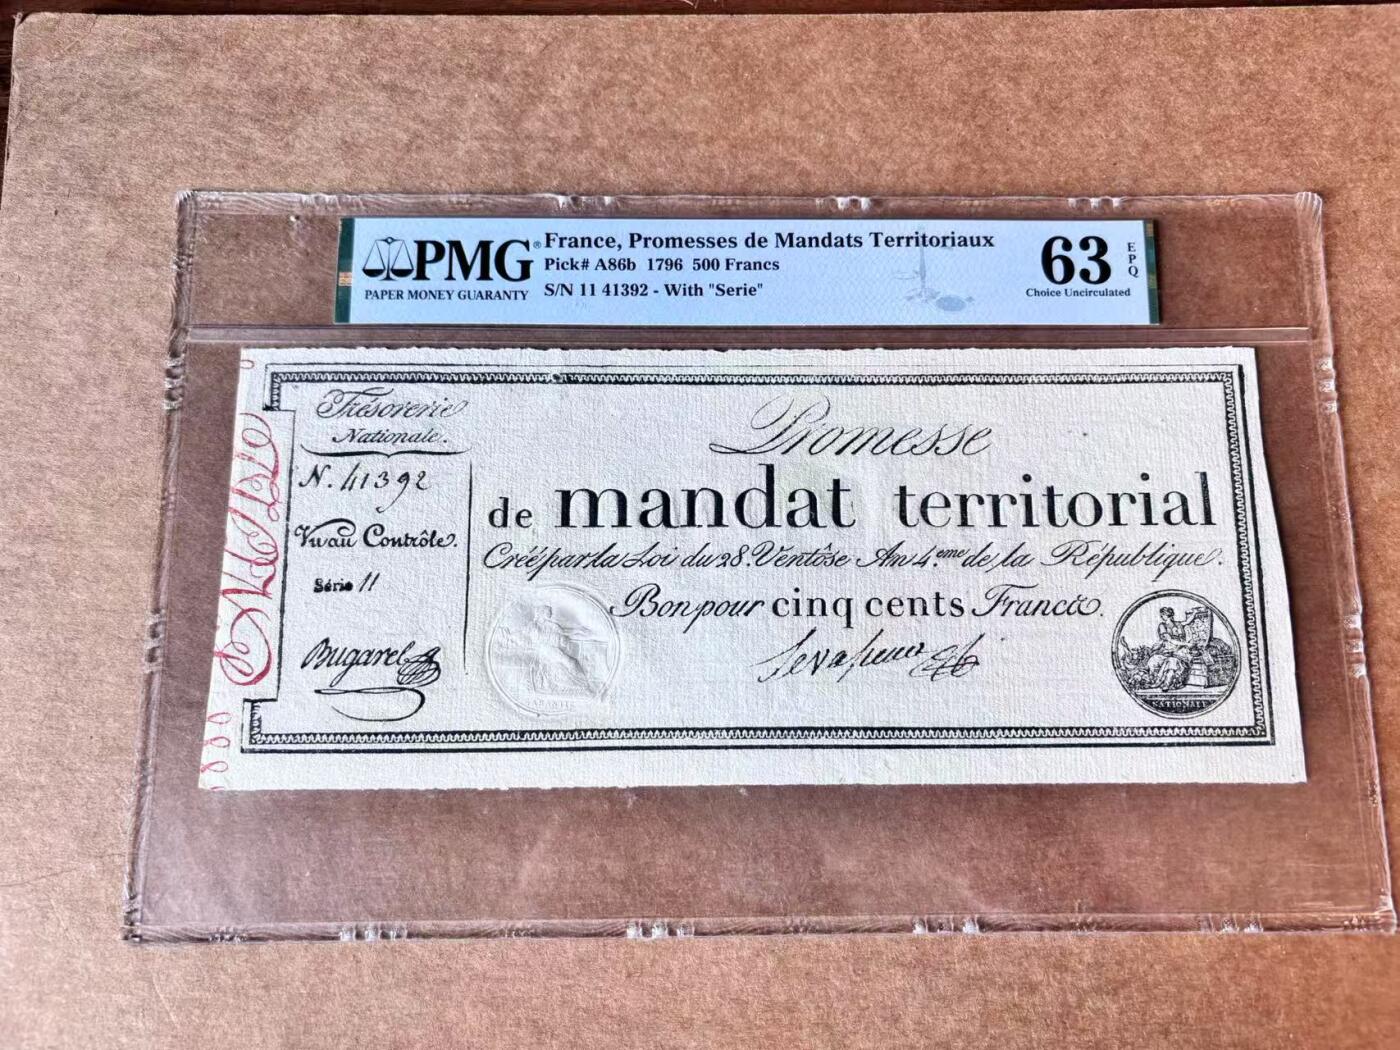 PMG®
PAPER MONEY GUARANTY
France, Promesses de Mandats Territoriaux
Pick# A86b 1796 500 Francs
S/N 11 41392 - With "Serie"
63
EPQ
Choice Uncirculated
Trésorerie
Nationale.
N. 41392
Vu au Contrôle.
Série 11
Bugarel
Promesse
de mandat territorial
Créé par la Loi du 28. Ventôse An 4.eme de la République.
Bon pour cinq cents Francs.
NATIONALE